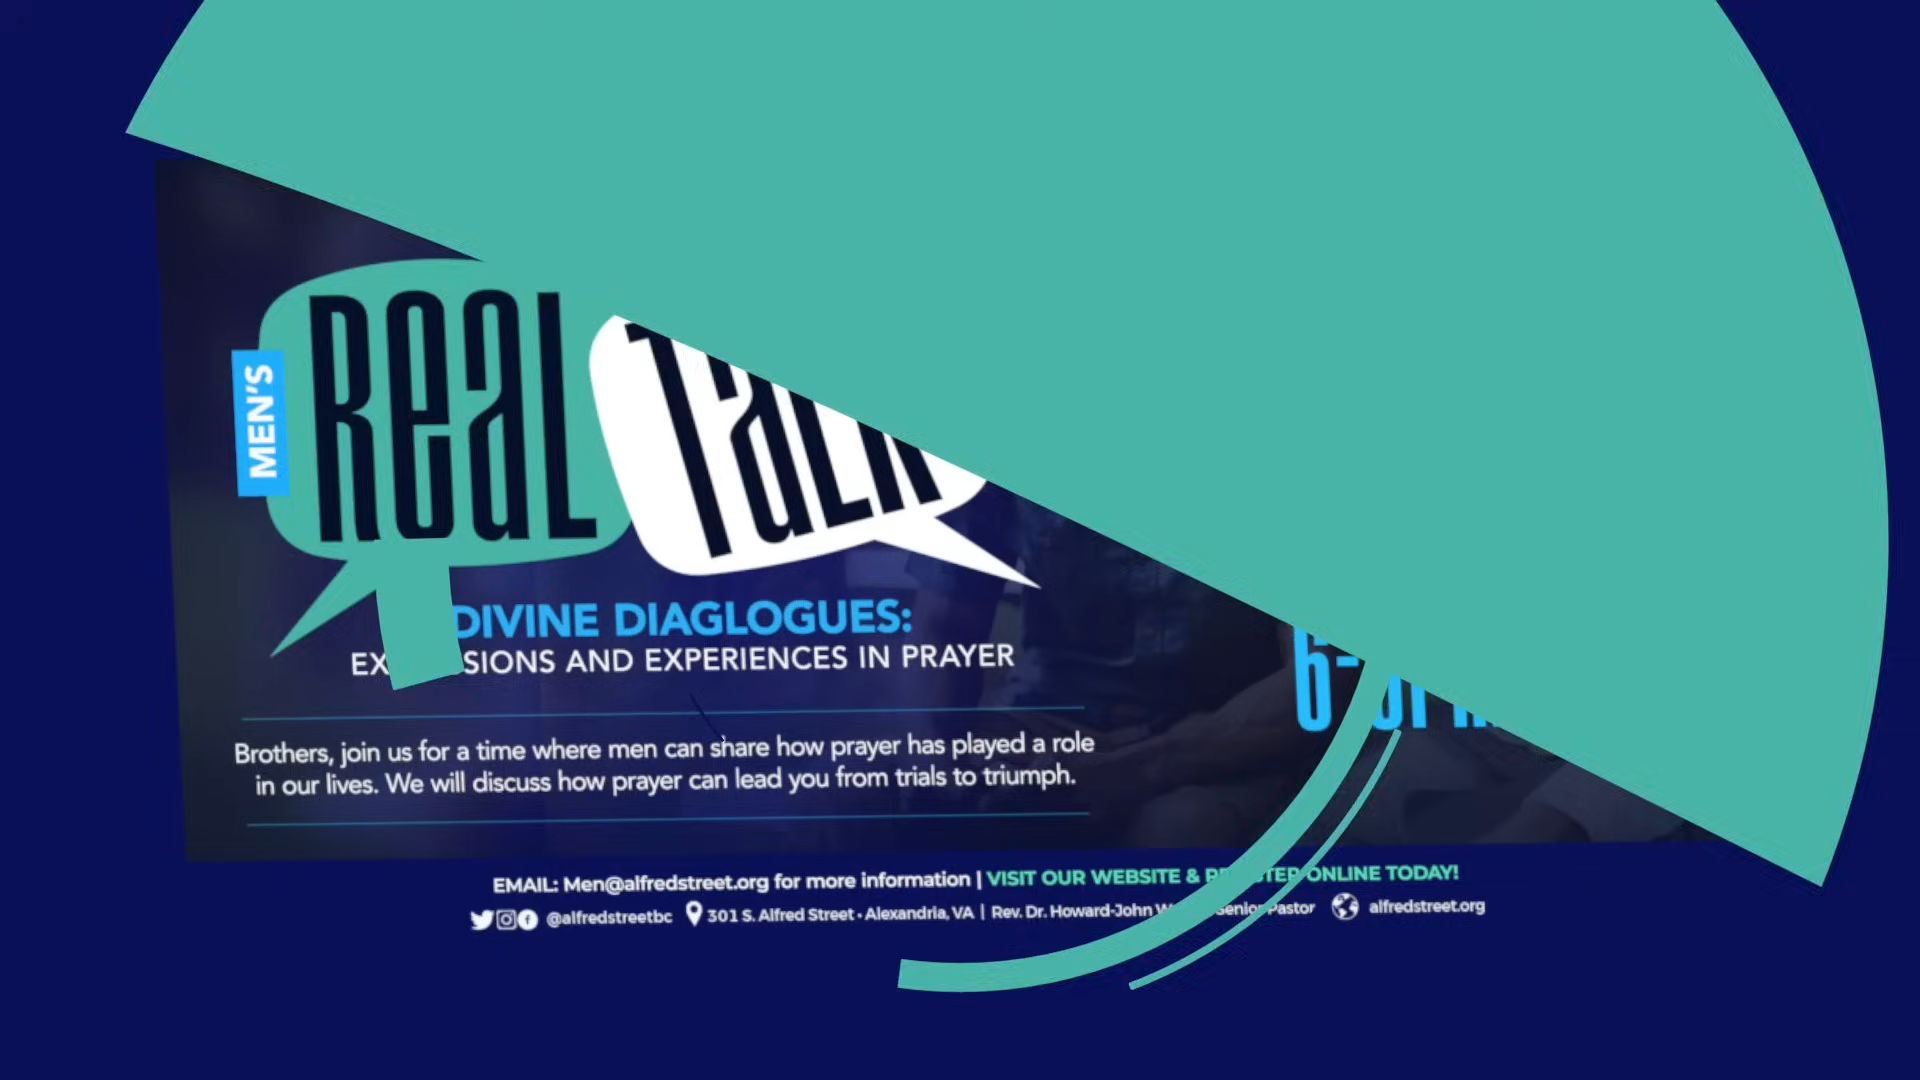 MEN'S
Real
Talk
DIVINE DIAGLOGUES:
AND EXPERIENCES IN PRAYER
Brothers, join us for a time where men can share how prayer has played a role
in our lives. We will discuss how prayer can lead you from trials to triumph.
EMAIL: Men@alfredstreet.org for more information | VISIT OUR WEBSITE & ONLINE TODAY!
@alfredstreetbc 301 S. Alfred Street • Alexandria, VA | Rev. Dr. Howard-John Senior Pastor alfredstreet.org